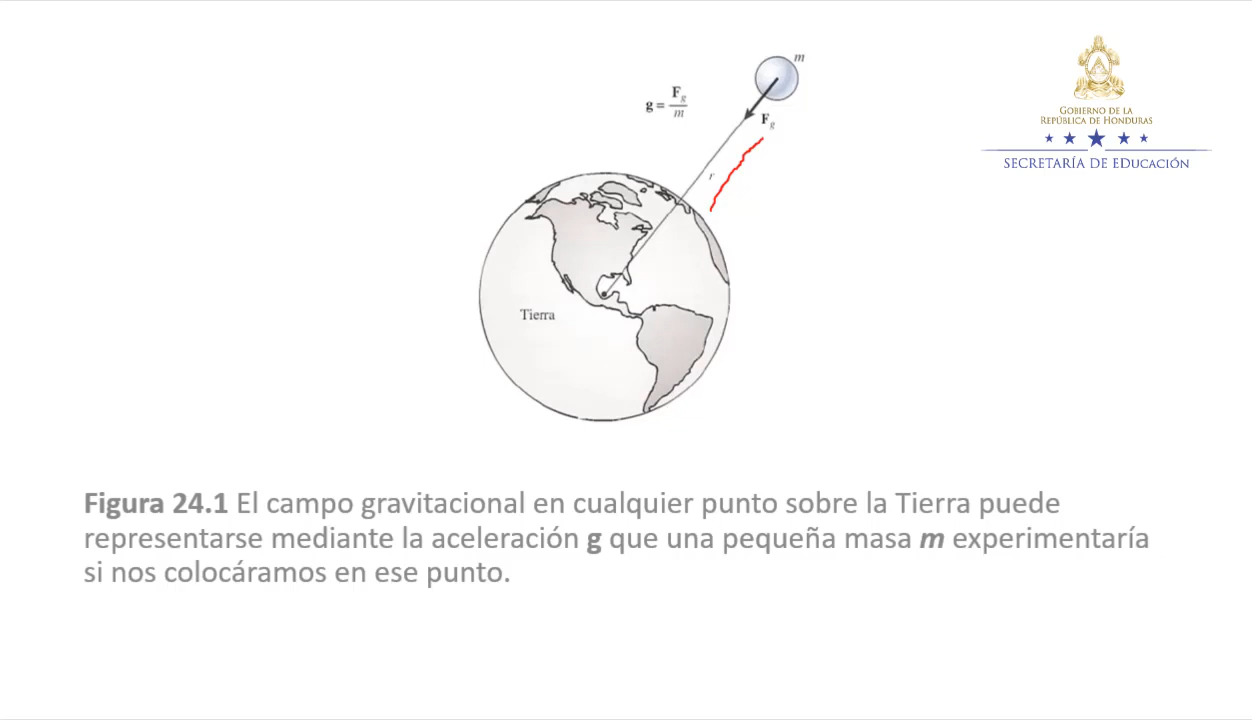 m
g = F_g / m
F_g
r
Tierra
GOBIERNO DE LA
REPÚBLICA DE HONDURAS
SECRETARÍA DE EDUCACIÓN
Figura 24.1 El campo gravitacional en cualquier punto sobre la Tierra puede
representarse mediante la aceleración g que una pequeña masa m experimentaría
si nos colocáramos en ese punto.